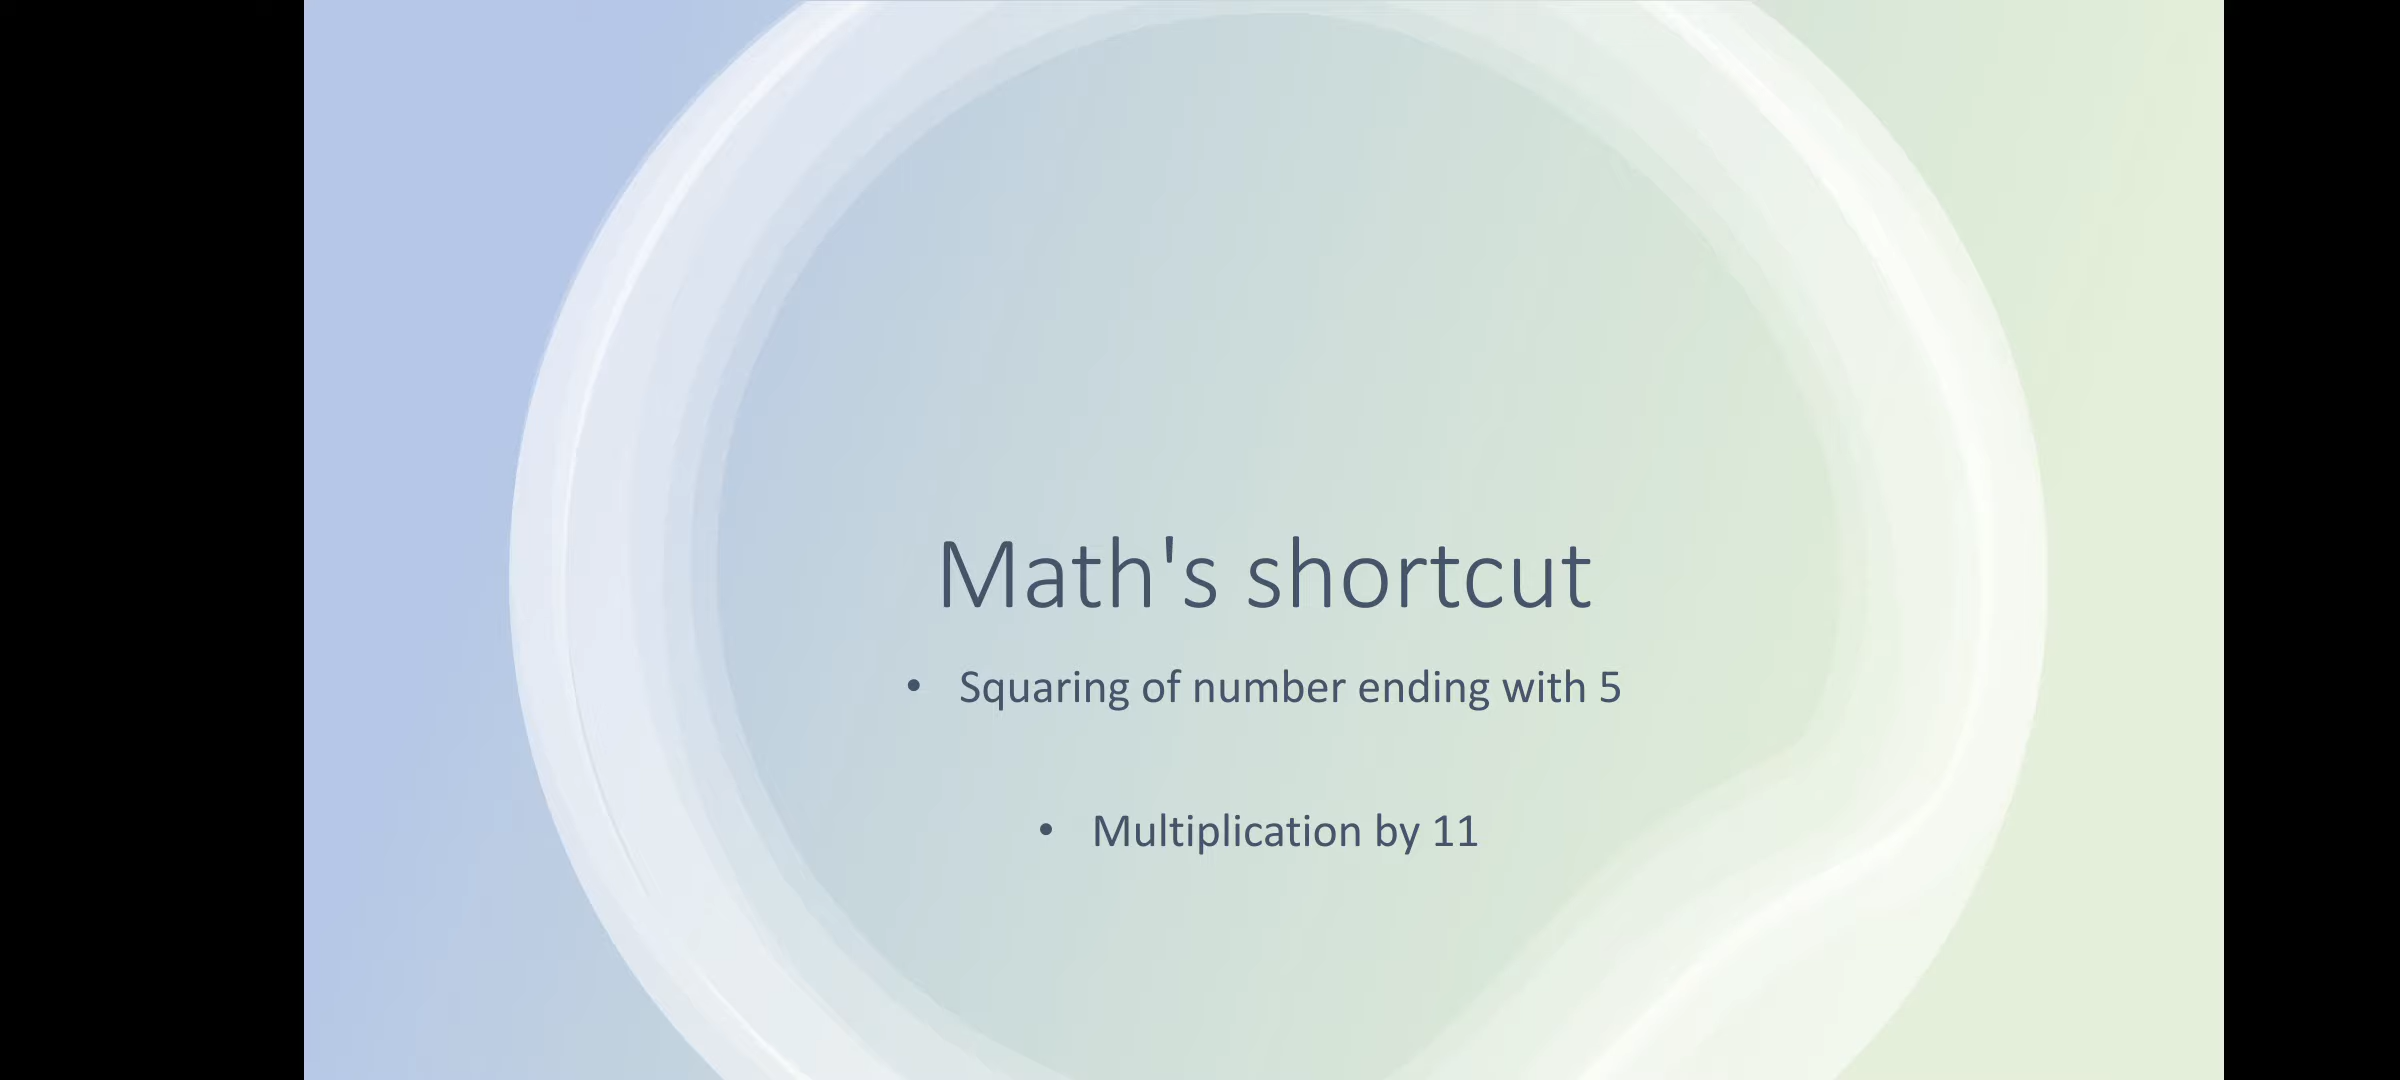 Math's shortcut
• Squaring of number ending with 5
• Multiplication by 11